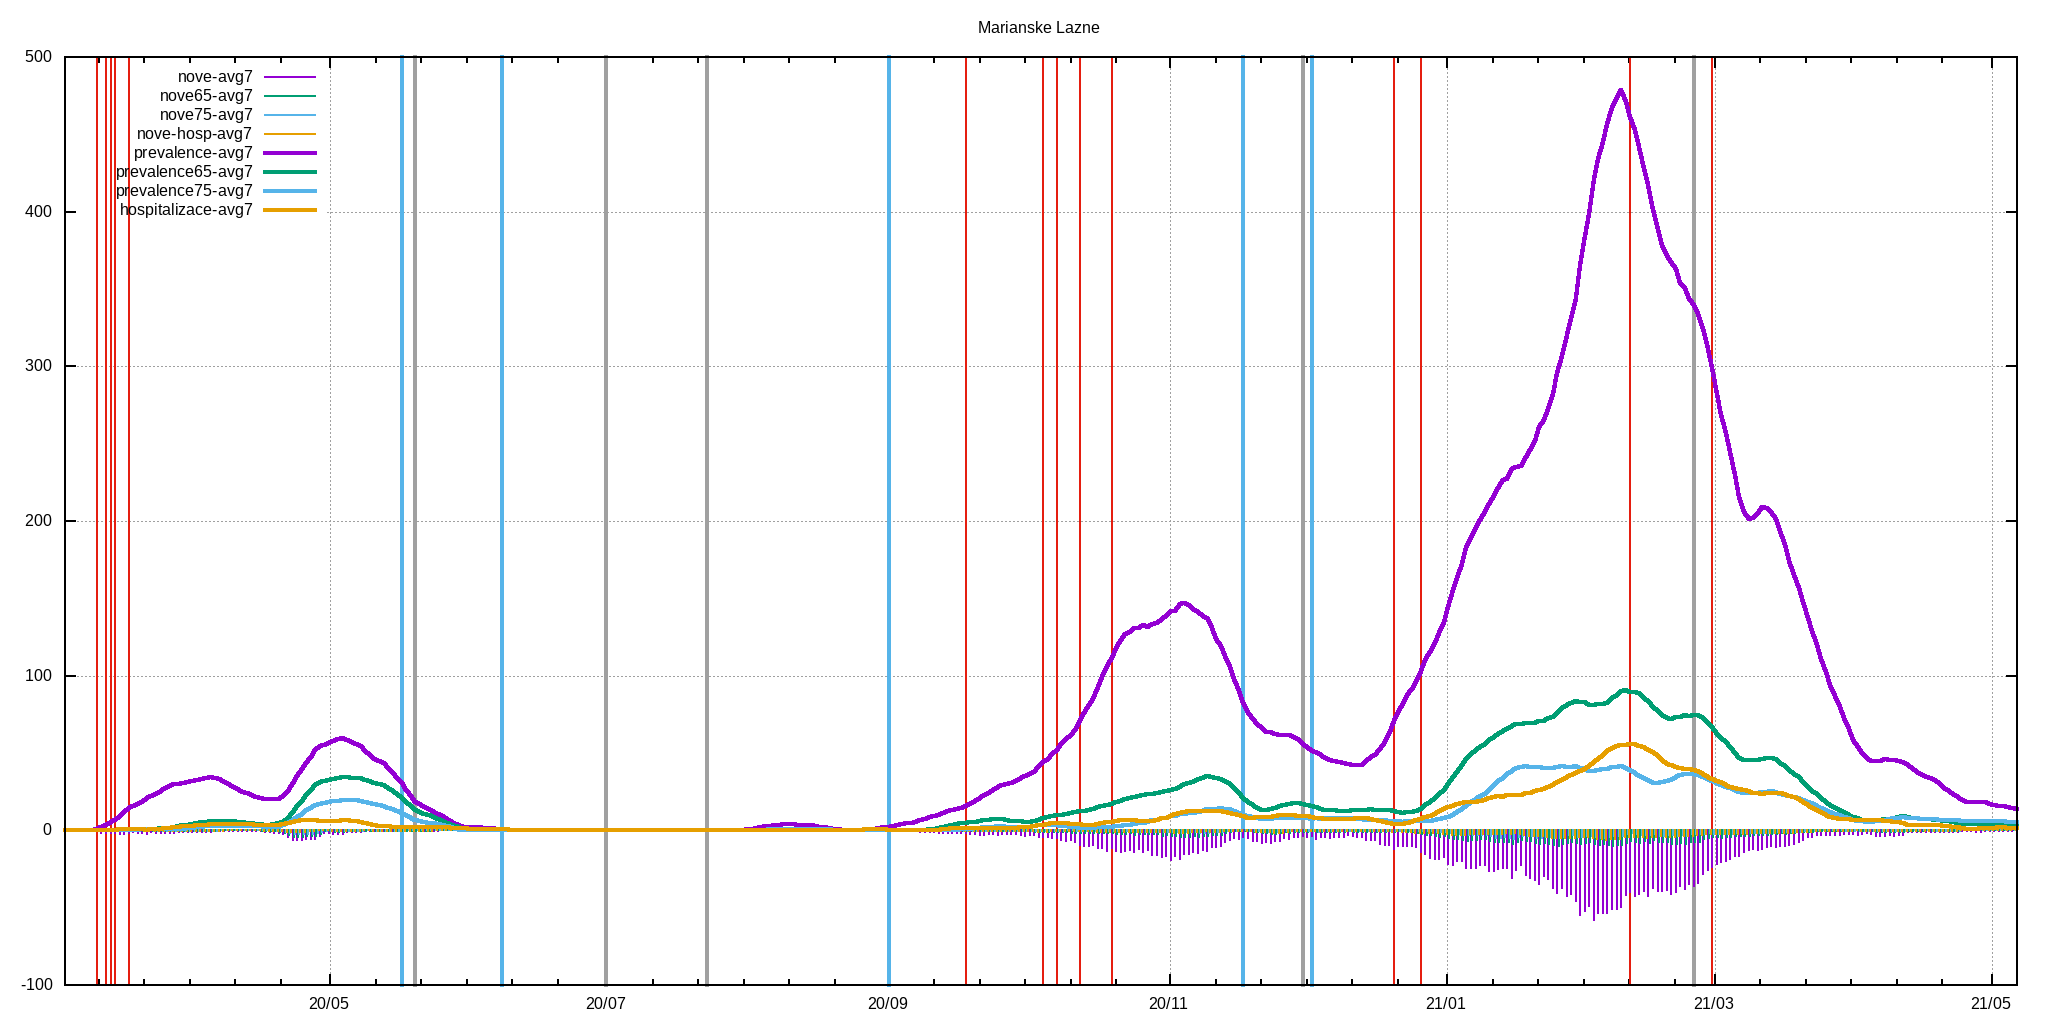 Marianske Lazne
500
nove-avg7
nove65-avg7
nove75-avg7
nove-hosp-avg7
prevalence-avg7
prevalence65-avg7
prevalence75-avg7
hospitalizace-avg7
400
300
200
100
0
-100
20/05
20/07
20/09
20/11
21/01
21/03
21/05